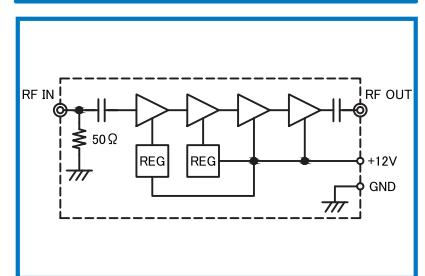 RF IN
RF OUT
50Ω
REG
REG
+12V
GND